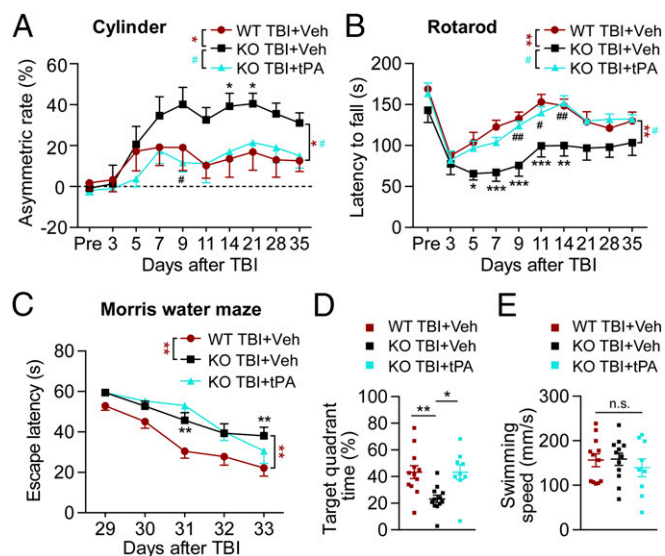 A Cylinder
* WT TBI+Veh
# KO TBI+Veh
KO TBI+tPA
Asymmetric rate (%)
60
40
20
0
-20
* *
#
* #
Pre 3 5 7 9 11 14 21 28 35
Days after TBI
B Rotarod
** WT TBI+Veh
# KO TBI+Veh
KO TBI+tPA
Latency to fall (s)
200
150
100
50
0
## # ##
* *** *** *** **
** #
Pre 3 5 7 9 11 14 21 28 35
Days after TBI
C Morris water maze
** WT TBI+Veh
KO TBI+Veh
KO TBI+tPA
Escape latency (s)
80
60
40
20
0
** **
**
29 30 31 32 33
Days after TBI
D
WT TBI+Veh
KO TBI+Veh
KO TBI+tPA
Target quadrant
time (%)
100
80
60
40
20
0
** *
E
WT TBI+Veh
KO TBI+Veh
KO TBI+tPA
Swimming
speed (mm/s)
300
200
100
0
n.s.